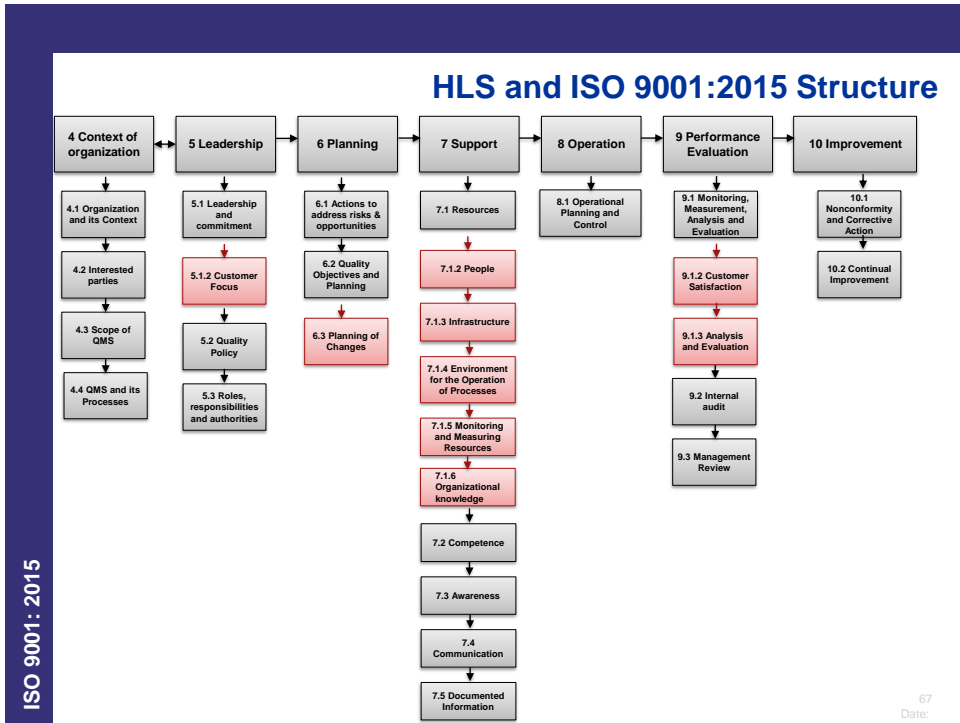 HLS and ISO 9001:2015 Structure
4 Context of
organization
5 Leadership
6 Planning
7 Support
8 Operation
9 Performance
Evaluation
10 Improvement
4.1 Organization
and its Context
4.2 Interested
parties
4.3 Scope of
QMS
4.4 QMS and its
Processes
5.1 Leadership
and
commitment
5.1.2 Customer
Focus
5.2 Quality
Policy
5.3 Roles,
responsibilities
and authorities
6.1 Actions to
address risks &
opportunities
6.2 Quality
Objectives and
Planning
6.3 Planning of
Changes
7.1 Resources
7.1.2 People
7.1.3 Infrastructure
7.1.4 Environment
for the Operation
of Processes
7.1.5 Monitoring
and Measuring
Resources
7.1.6
Organizational
knowledge
7.2 Competence
7.3 Awareness
7.4
Communication
7.5 Documented
Information
8.1 Operational
Planning and
Control
9.1 Monitoring,
Measurement,
Analysis and
Evaluation
9.1.2 Customer
Satisfaction
9.1.3 Analysis
and Evaluation
9.2 Internal
audit
9.3 Management
Review
10.1
Nonconformity
and Corrective
Action
10.2 Continual
Improvement
ISO 9001: 2015
67
Date: